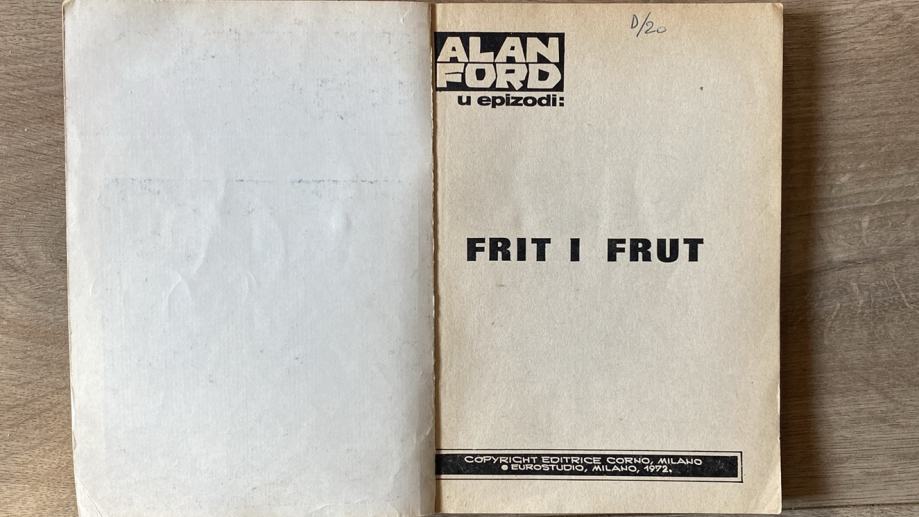 D/20
ALAN
FORD
u epizodi:
FRIT I FRUT
COPYRIGHT EDITRICE CORNO, MILANO
● EUROSTUDIO, MILANO, 1972.